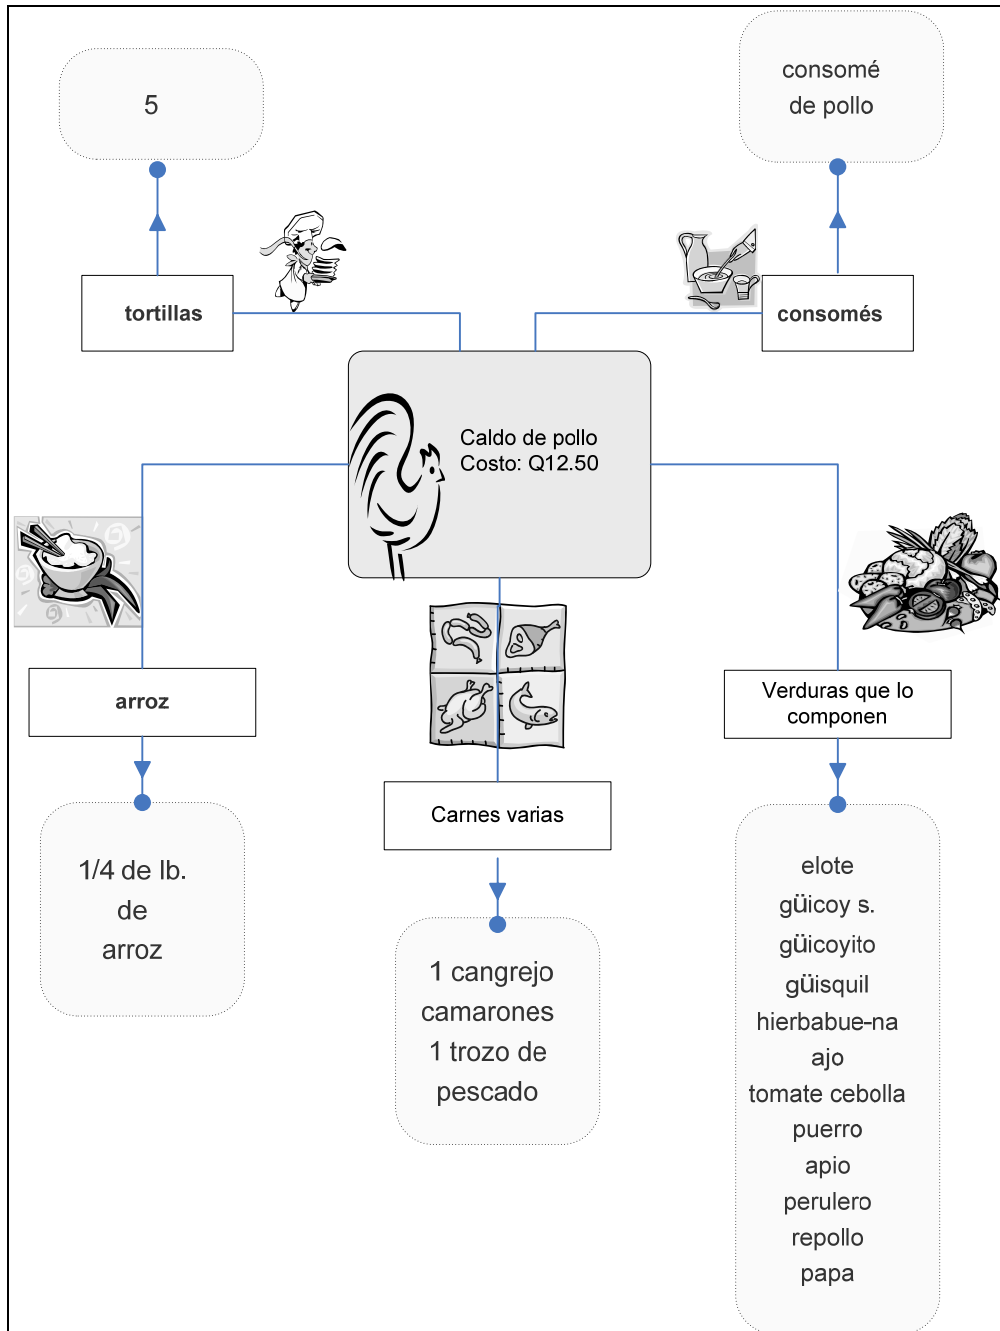 5
consomé
de pollo
tortillas
consomés
Caldo de pollo
Costo: Q12.50
arroz
Verduras que lo
componen
Carnes varias
1/4 de lb.
de
arroz
1 cangrejo
camarones
1 trozo de
pescado
elote
güicoy s.
güicoyito
güisquil
hierbabue-na
ajo
tomate cebolla
puerro
apio
perulero
repollo
papa